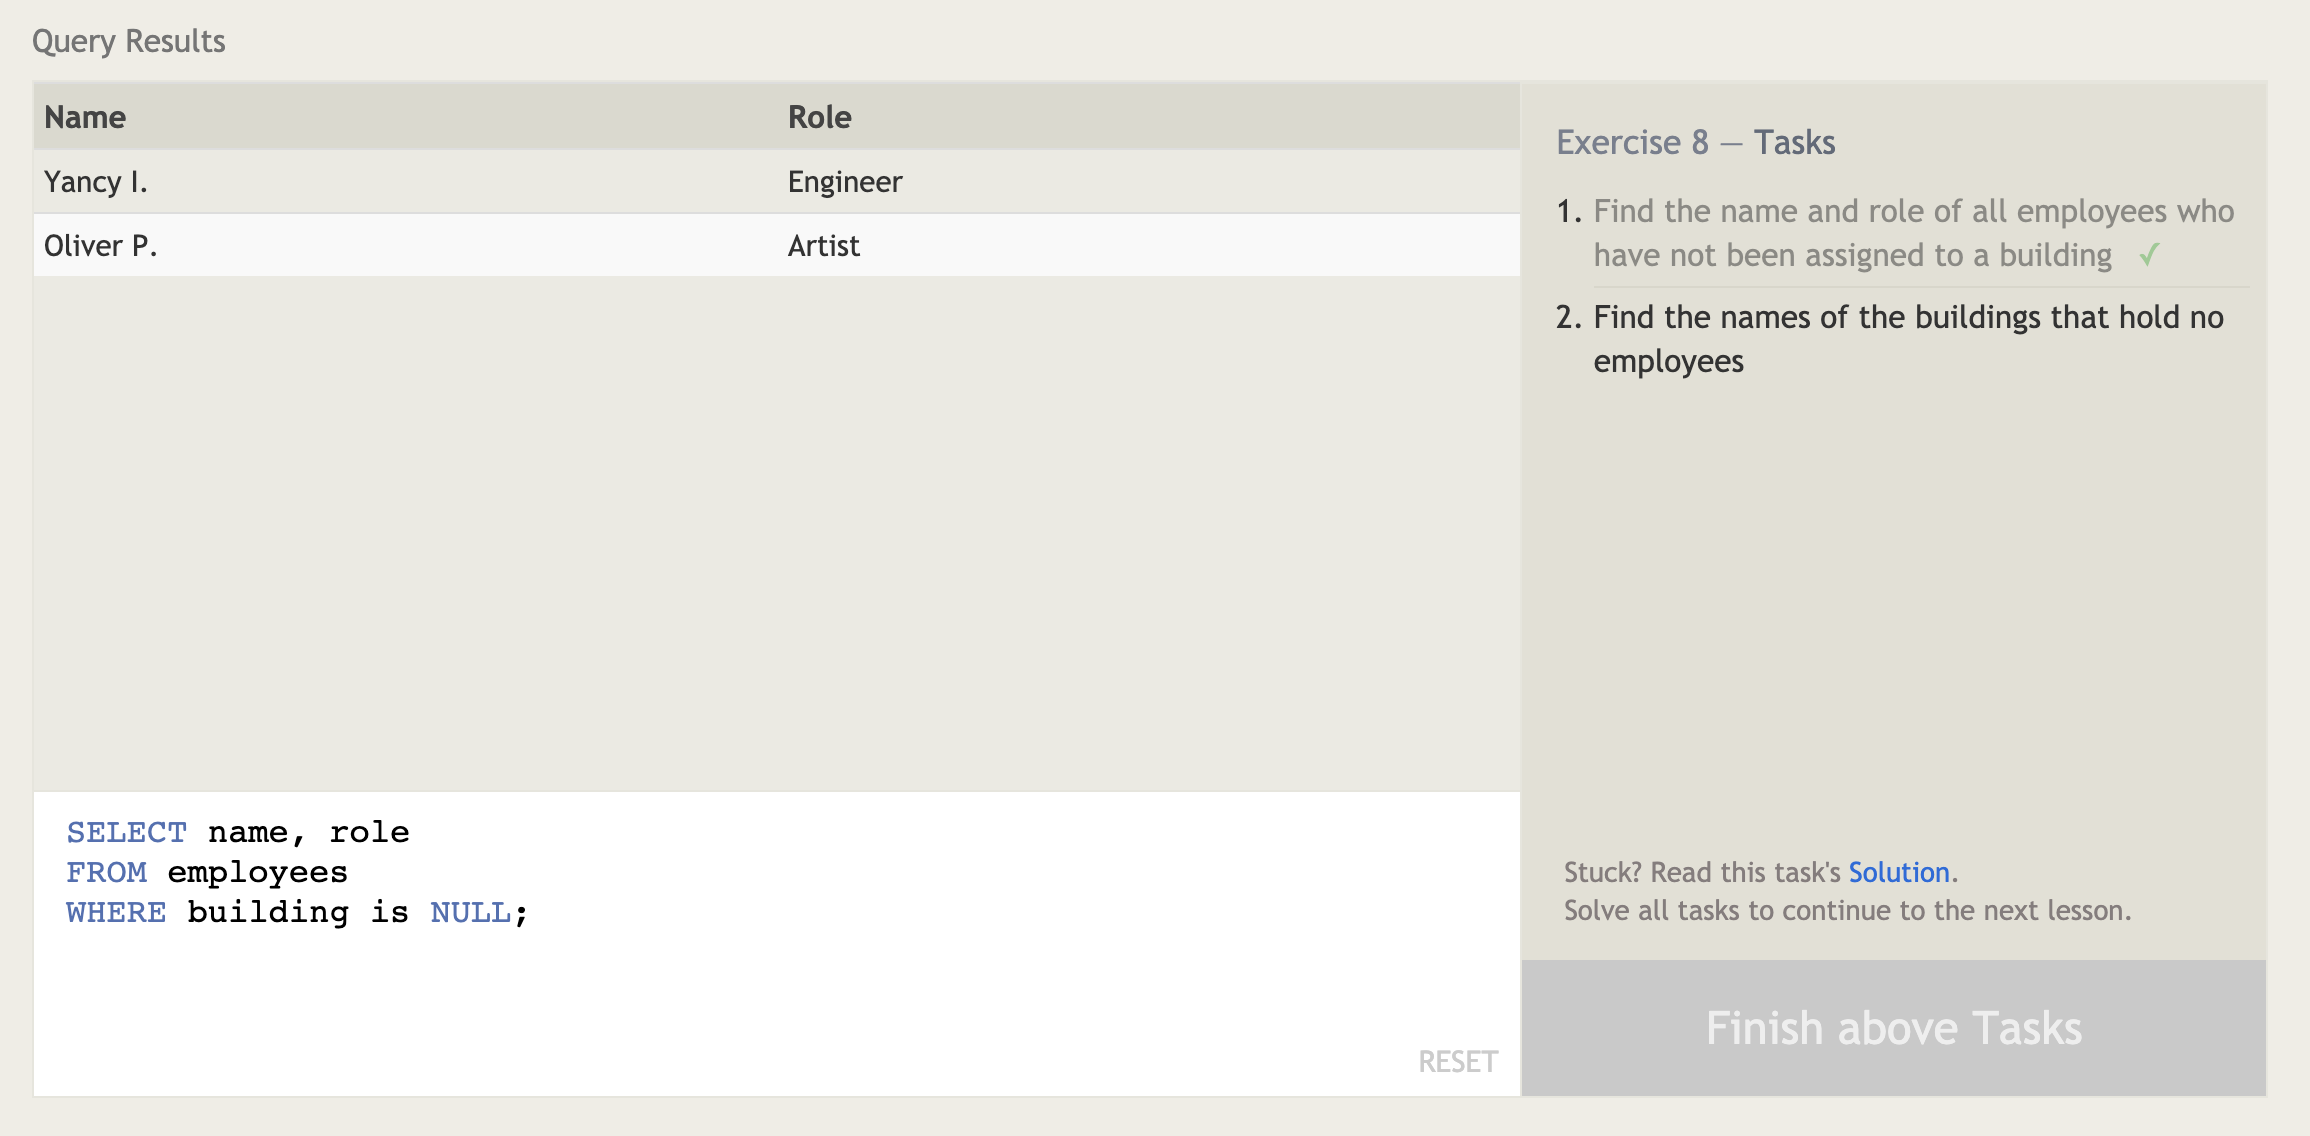 Query Results
Name Role
Yancy I. Engineer
Oliver P. Artist
SELECT name, role
FROM employees
WHERE building is NULL;
RESET
Exercise 8 — Tasks
1. Find the name and role of all employees who
have not been assigned to a building ✓
2. Find the names of the buildings that hold no
employees
Stuck? Read this task's Solution.
Solve all tasks to continue to the next lesson.
Finish above Tasks